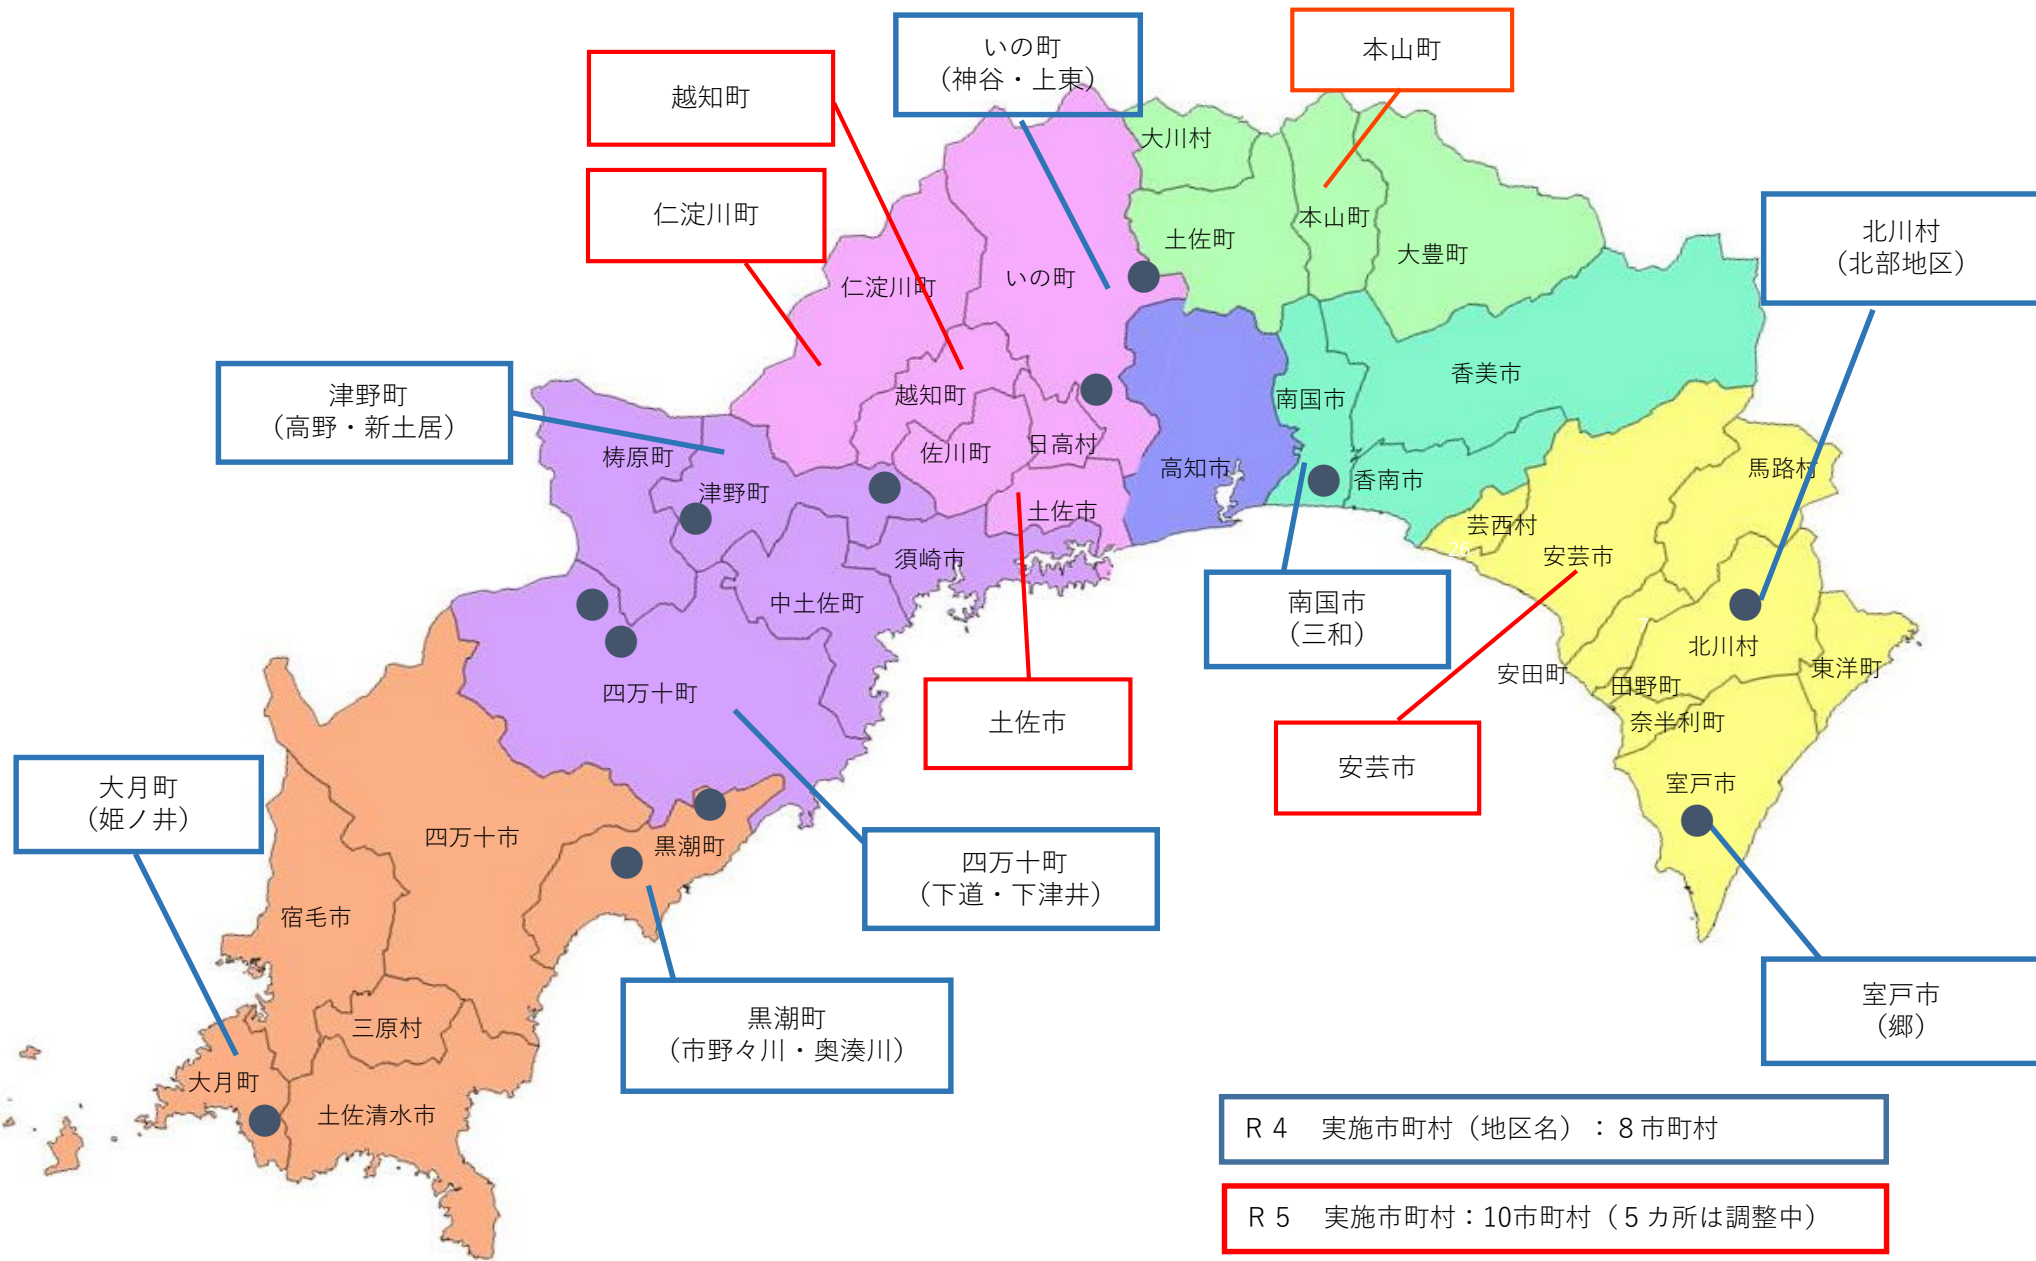 いの町
（神谷・上東）
本山町
越知町
仁淀川町
北川村
（北部地区）
津野町
（高野・新土居）
南国市
（三和）
土佐市
安芸市
大月町
（姫ノ井）
四万十町
（下道・下津井）
黒潮町
（市野々川・奥湊川）
室戸市
（郷）
大川村
土佐町
本山町
大豊町
仁淀川町
いの町
香美市
南国市
越知町
佐川町
日高村
高知市
香南市
馬路村
梼原町
津野町
土佐市
芸西村
26
安芸市
須崎市
中土佐町
北川村
東洋町
安田町
田野町
奈半利町
四万十町
室戸市
四万十市
黒潮町
宿毛市
三原村
大月町
土佐清水市
R 4　実施市町村（地区名）：8市町村
R 5　実施市町村：10市町村（5カ所は調整中）